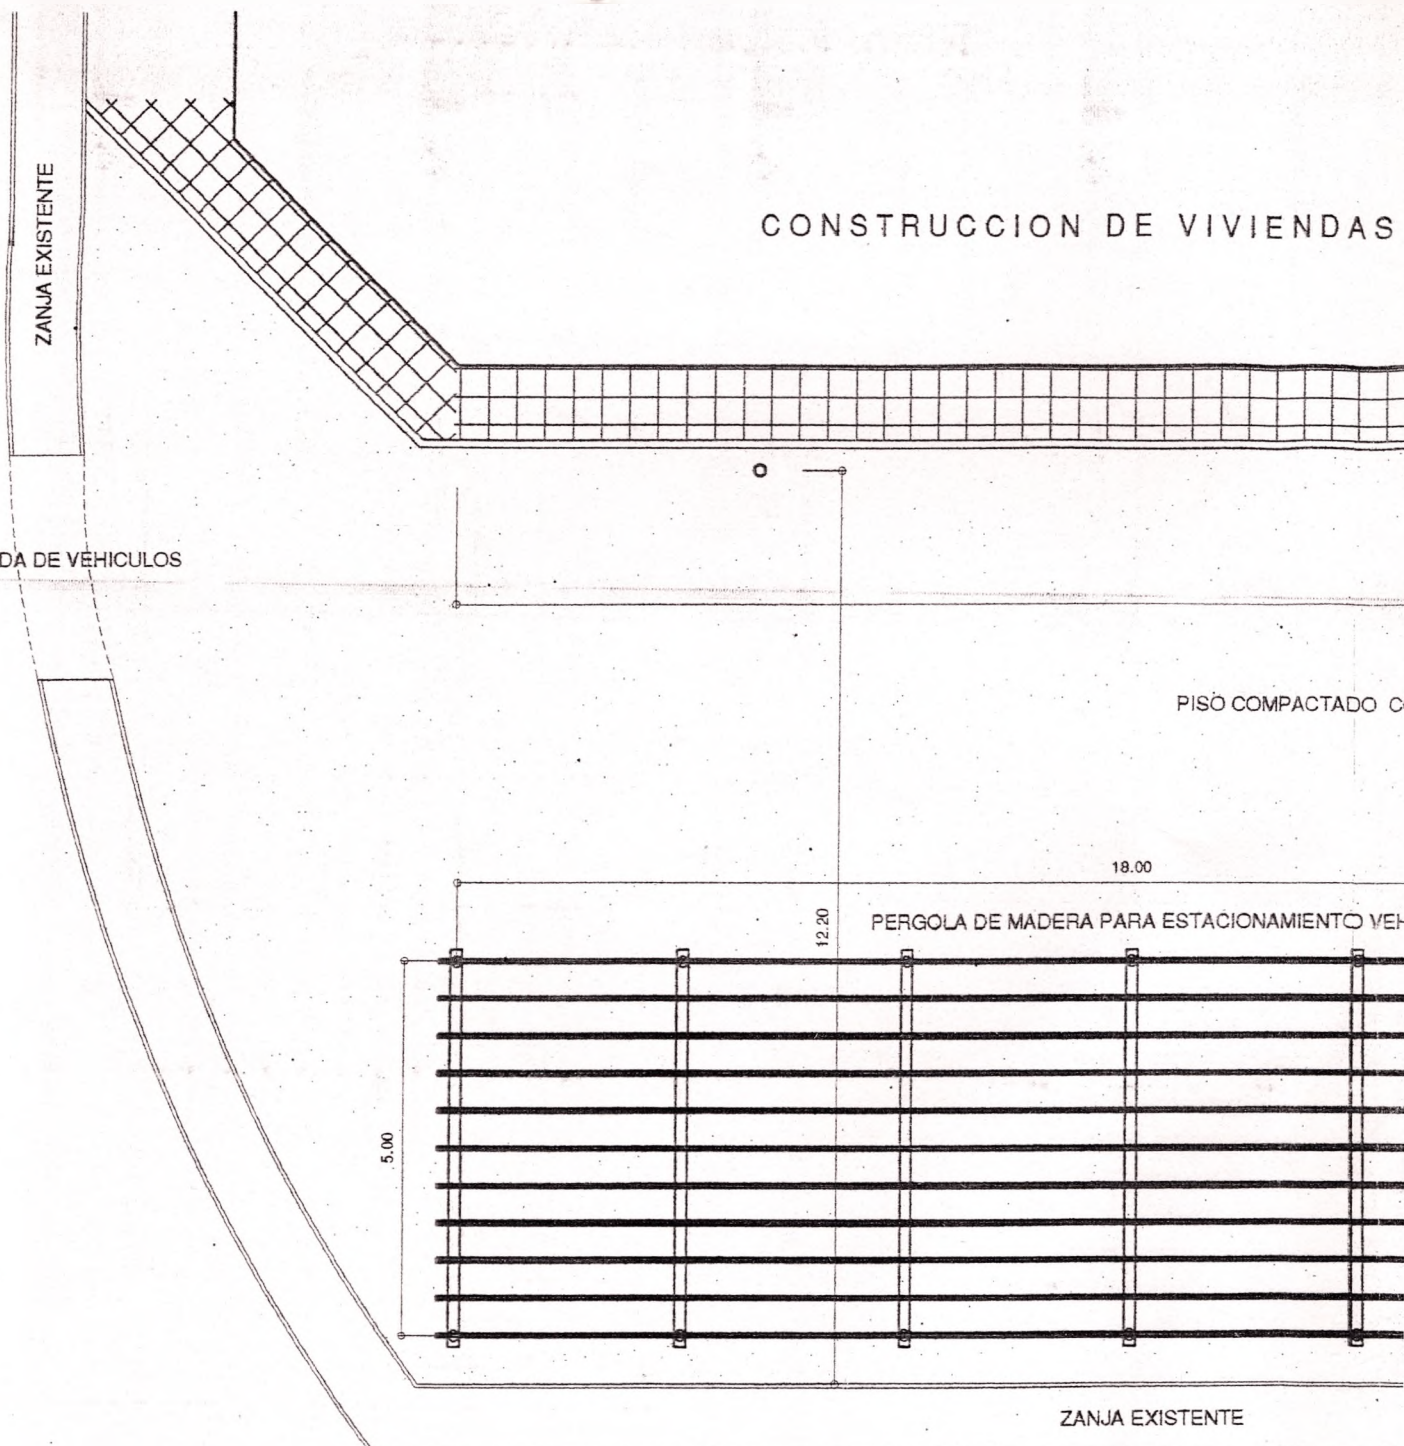 CONSTRUCCION DE VIVIENDAS
ZANJA EXISTENTE
DA DE VEHICULOS
PISO COMPACTADO
18.00
12.20
PERGOLA DE MADERA PARA ESTACIONAMIENTO VEH
5.00
ZANJA EXISTENTE